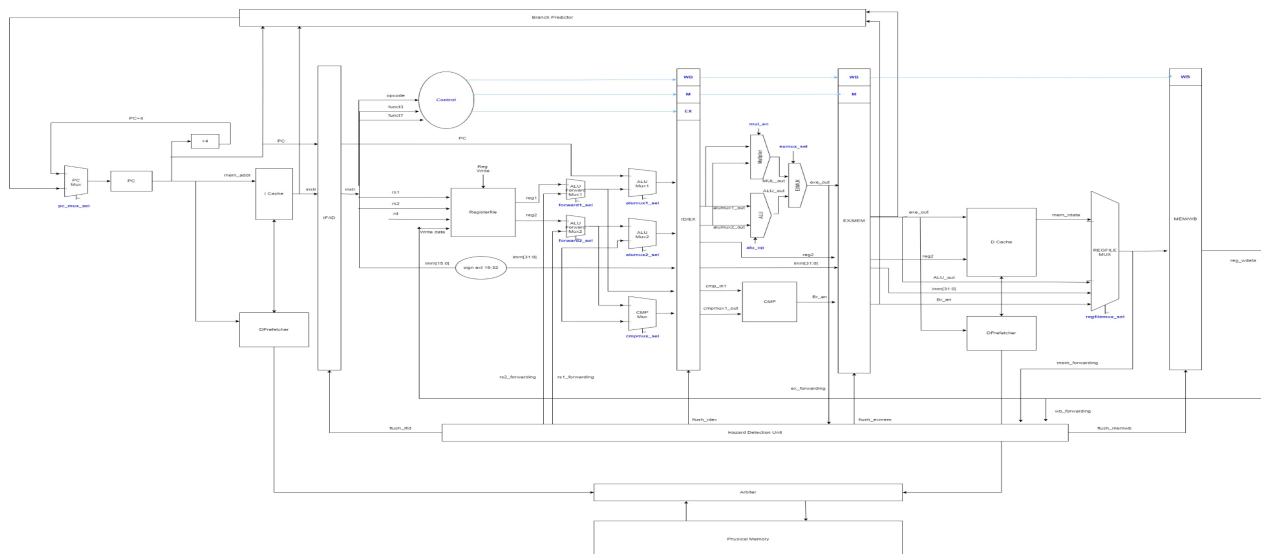 Branch Predictor
PC+4
+4
PC
Mux
pc_mux_sel
PC
mem_addr
I Cache
DPrefetcher
PC
instr
IF/ID
instr
opcode
funct3
funct7
Control
PC
rs1
rs2
rd
Write data
Reg
Write
Registerfile
reg1
reg2
imm[15:0]
sign ext 16-32
imm[31:0]
ALU
Forward
Mux1
forward1_sel
ALU
Forward
Mux2
forward2_sel
ALU
Mux1
alumux1_sel
ALU
Mux2
alumux2_sel
CMP
Mux
cmpmux_sel
rs2_forwarding
rs1_forwarding
WB
M
EX
ID/EX
mul_en
Multiplier
MUL_out
alumux1_out
alumux2_out
ALU
ALU_out
alu_op
exmux_sel
EMUX
exe_out
reg2
imm[31:0]
cmp_in1
cmpmux1_out
CMP
Br_en
WB
M
EX/MEM
exe_out
reg2
D Cache
mem_rdata
ALU_out
imm[31:0]
Br_en
DPrefetcher
REGFILE
MUX
regfilemux_sel
WB
MEM/WB
reg_wdata
mem_forwarding
ex_forwarding
wb_forwarding
flush_ifid
flush_idex
flush_exmem
flush_memwb
Hazard Detection Unit
Arbiter
Physical Memory